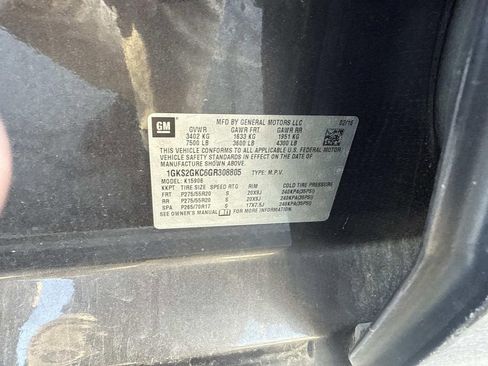 GM
MFD BY GENERAL MOTORS LLC 02/16
GVWR GAWR FRT GAWR RR
3402 KG 1633 KG 1951 KG
7500 LB 3600 LB 4300 LB
THIS VEHICLE CONFORMS TO ALL APPLICABLE U.S. FEDERAL MOTOR
VEHICLE SAFETY STANDARDS IN EFFECT ON THE DATE OF
MANUFACTURE SHOWN ABOVE.
1GKS2GKC6GR308805 TYPE: M.P.V.
MODEL: K15906
KKPT TIRE SIZE SPEED RTG RIM COLD TIRE PRESSURE
FRT P275/55R20 S 20X9J 240KPA(35PSI)
RR P275/55R20 S 20X9J 240KPA(35PSI)
SPA P265/70R17 S 17X7.5J 240KPA(35PSI)
SEE OWNER'S MANUAL